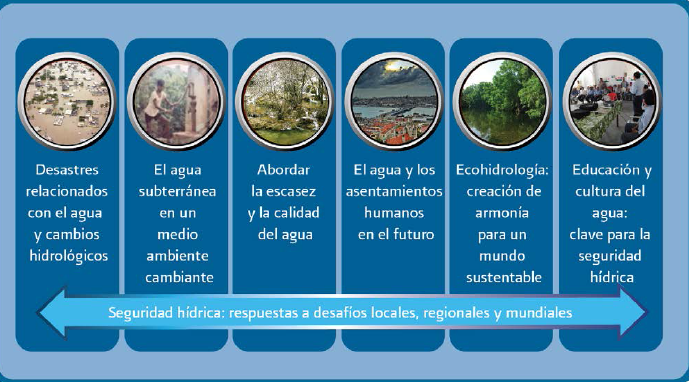 Desastres
relacionados
con el agua
y cambios
hidrológicos
El agua
subterránea
en un
medio
ambiente
cambiante
Abordar
la escasez
y la calidad
del agua
El agua y los
asentamientos
humanos
en el futuro
Ecohidrología:
creación de
armonía
para un
mundo
sustentable
Educación y
cultura del
agua:
clave para la
seguridad
hídrica
Seguridad hídrica: respuestas a desafíos locales, regionales y mundiales